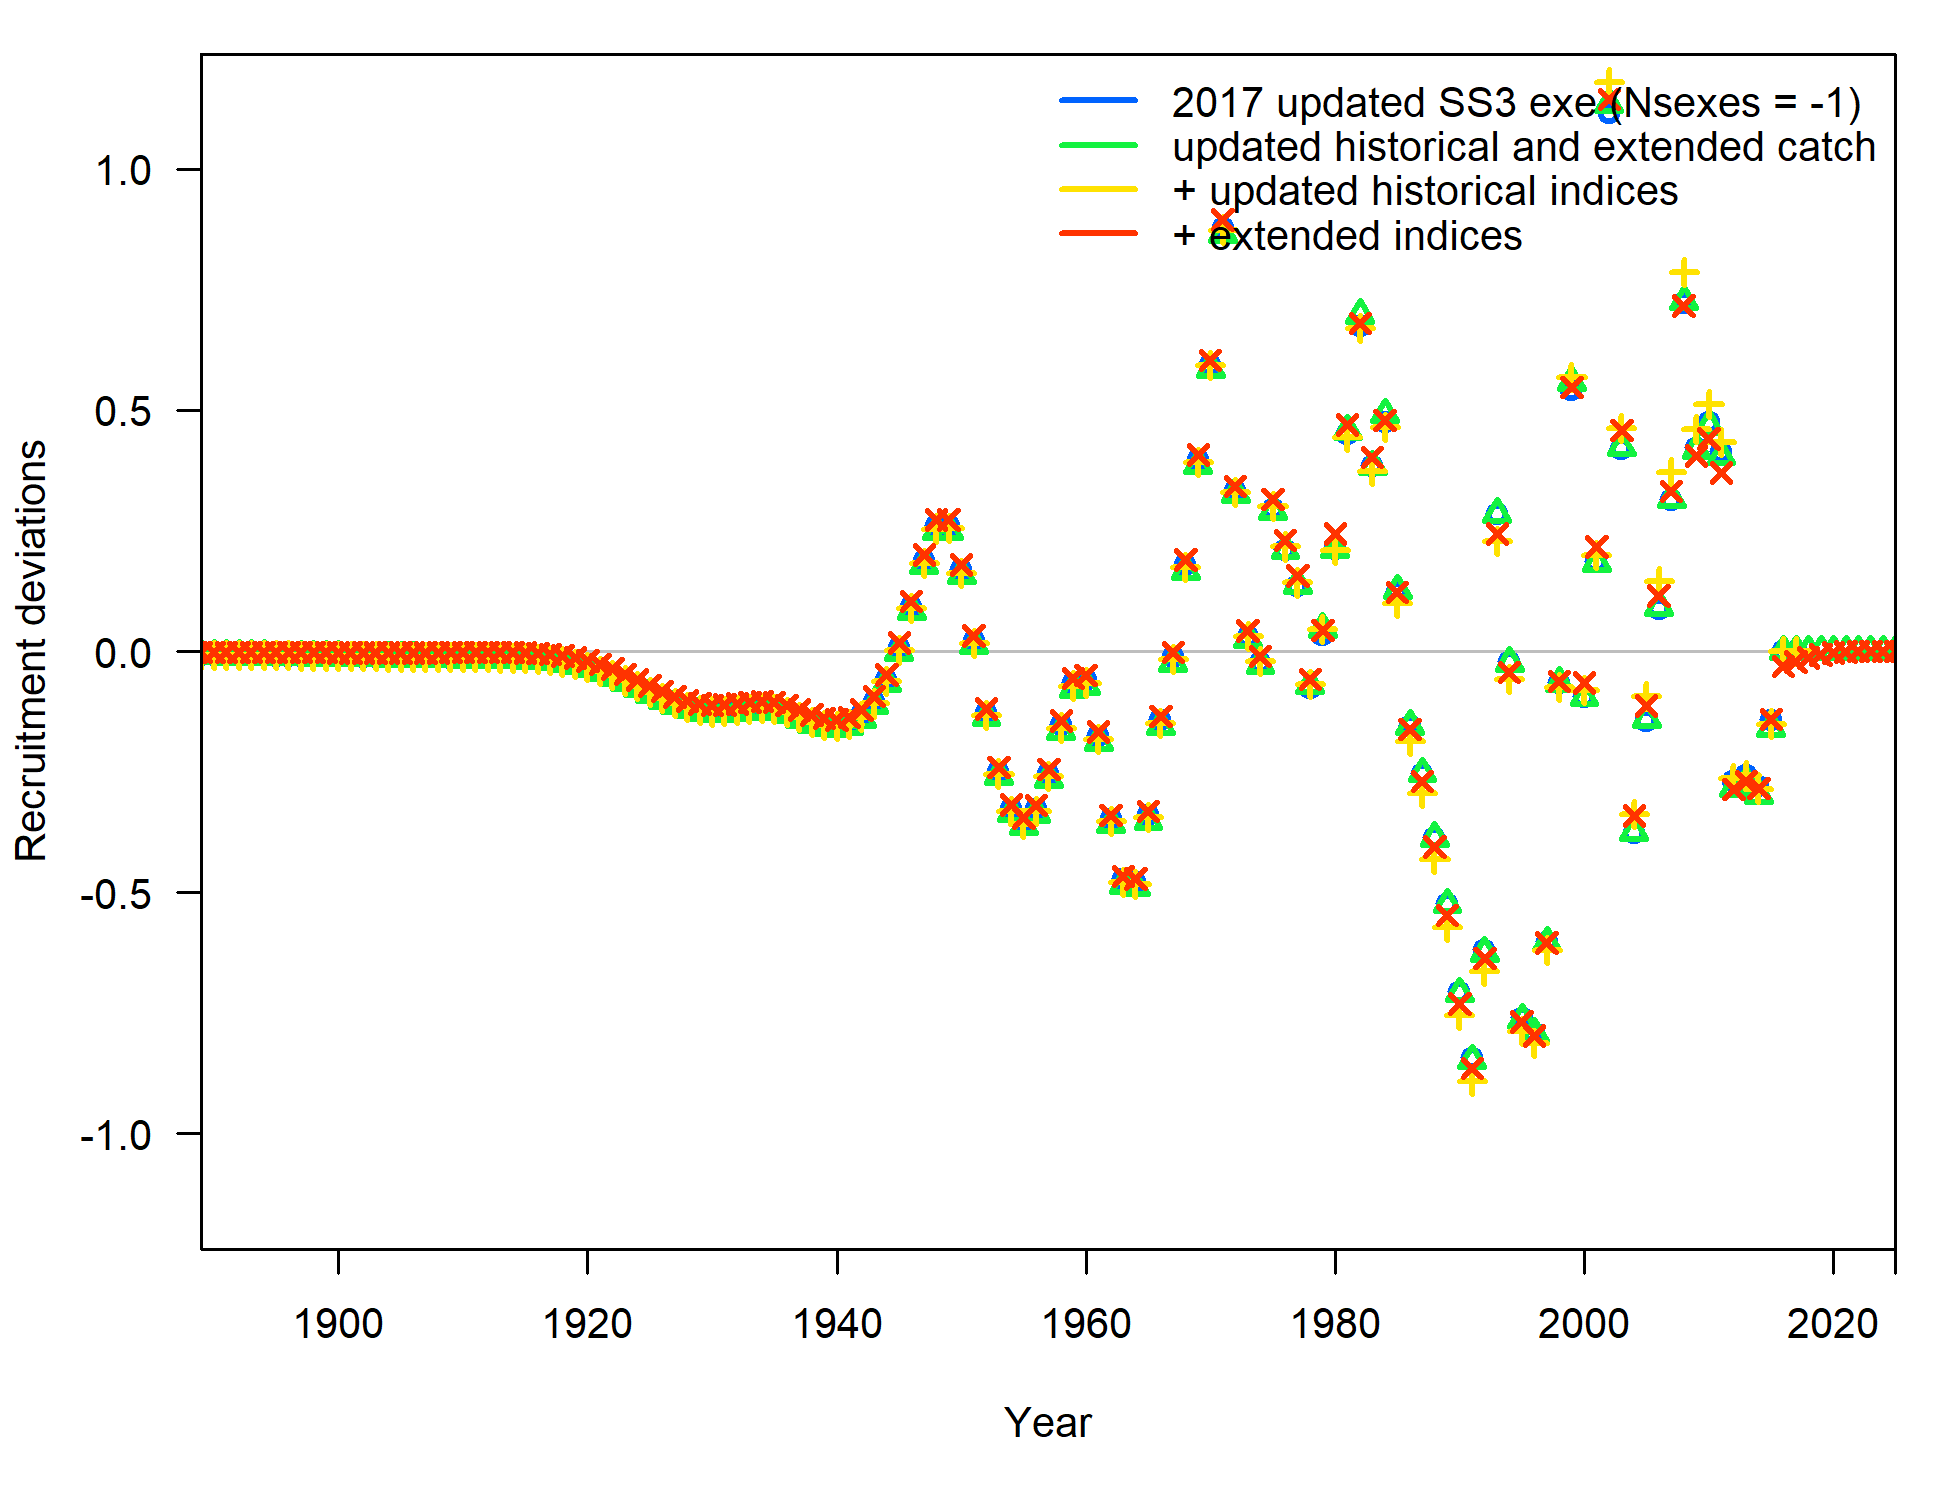 2017 updated SS3 exe (Nsexes = -1)
updated historical and extended catch
+ updated historical indices
+ extended indices
1.0
0.5
0.0
-0.5
-1.0
Recruitment deviations
1900 1920 1940 1960 1980 2000 2020
Year